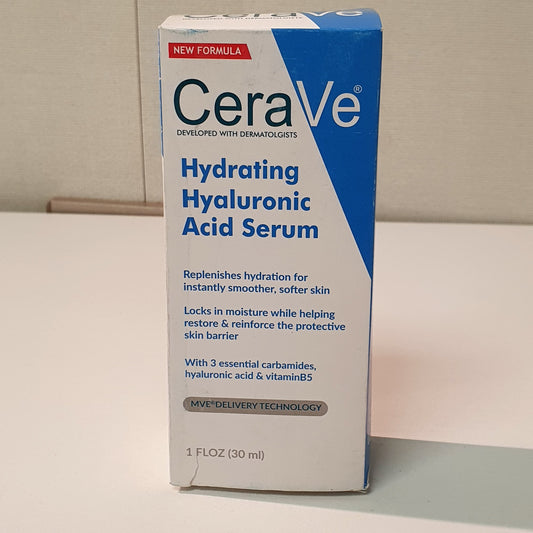 CeraVe
NEW FORMULA
CeraVe®
DEVELOPED WITH DERMATOLGISTS
Hydrating
Hyaluronic
Acid Serum
Replenishes hydration for
instantly smoother, softer skin
Locks in moisture while helping
restore & reinforce the protective
skin barrier
With 3 essential carbamides,
hyaluronic acid & vitaminB5
MVE® DELIVERY TECHNOLOGY
1 FLOZ (30 ml)